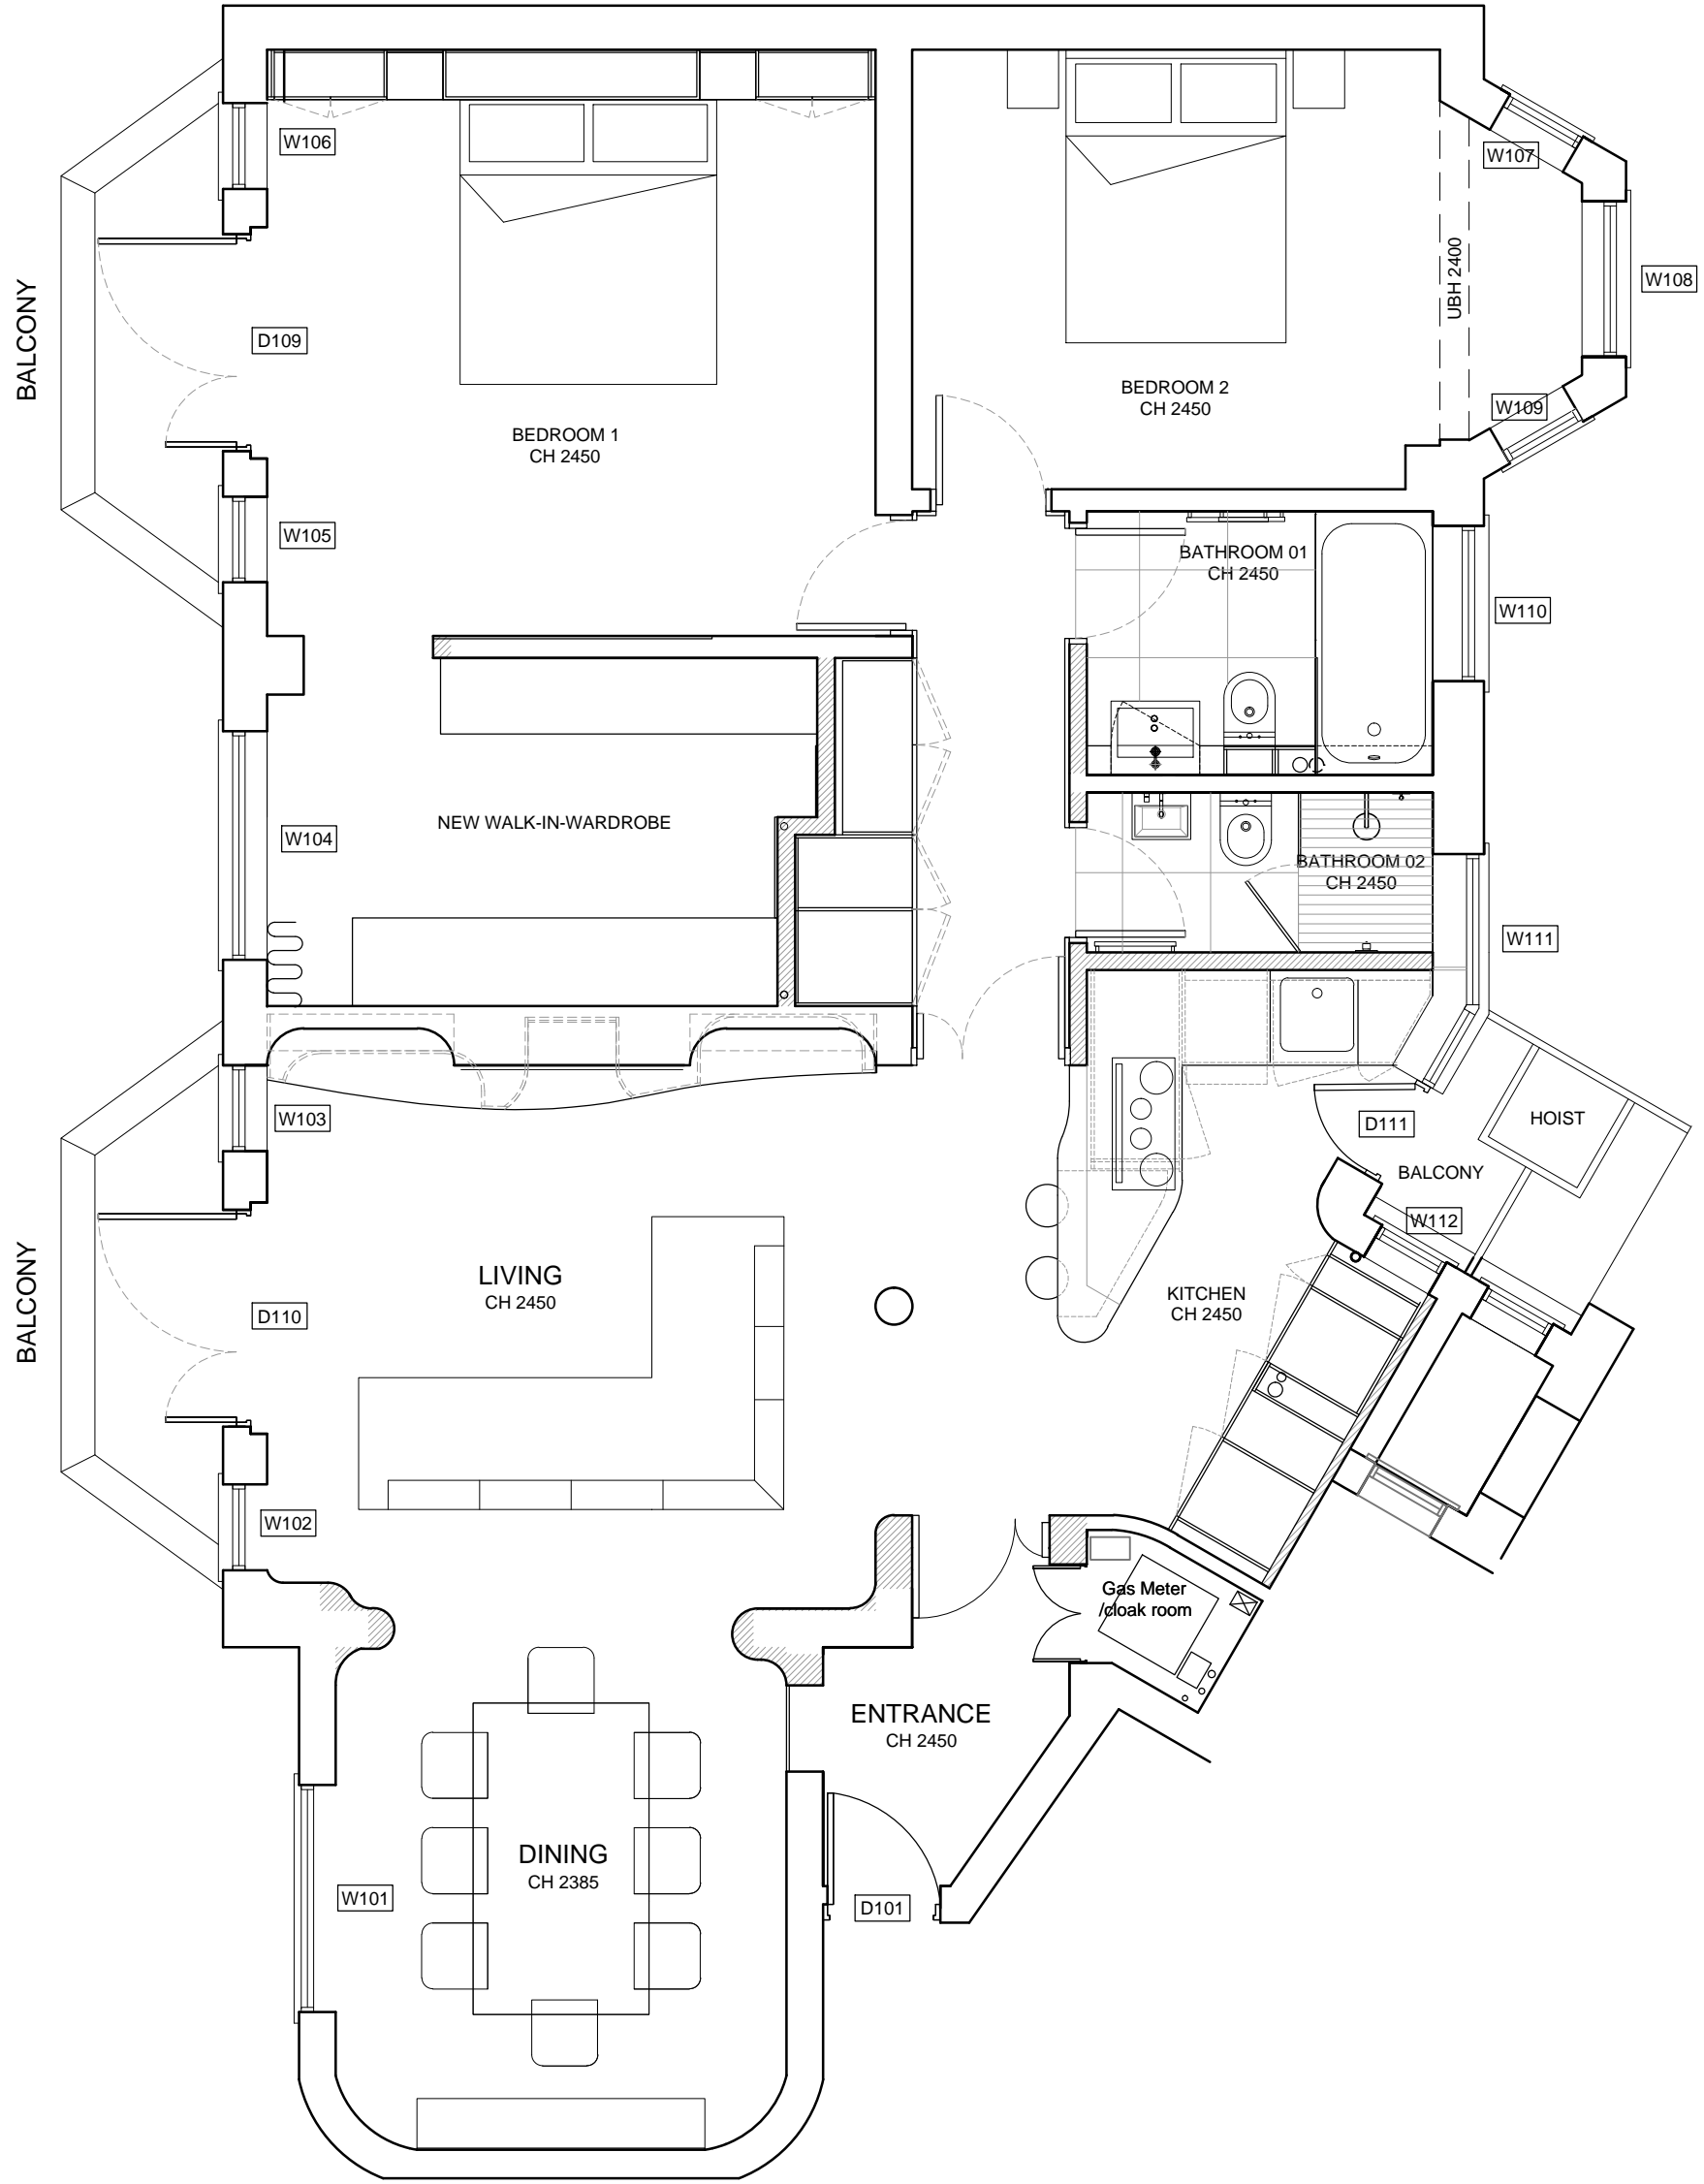 W106
W107
BALCONY
D109
UBH 2400
W108
BEDROOM 2
CH 2450
W109
BEDROOM 1
CH 2450
W105
BATHROOM 01
CH 2450
W110
NEW WALK-IN-WARDROBE
W104
BATHROOM 02
CH 2450
W111
W103
D111
HOIST
BALCONY
W112
BALCONY
D110
LIVING
CH 2450
KITCHEN
CH 2450
W102
Gas Meter
/cloak room
ENTRANCE
CH 2450
DINING
CH 2385
W101
D101